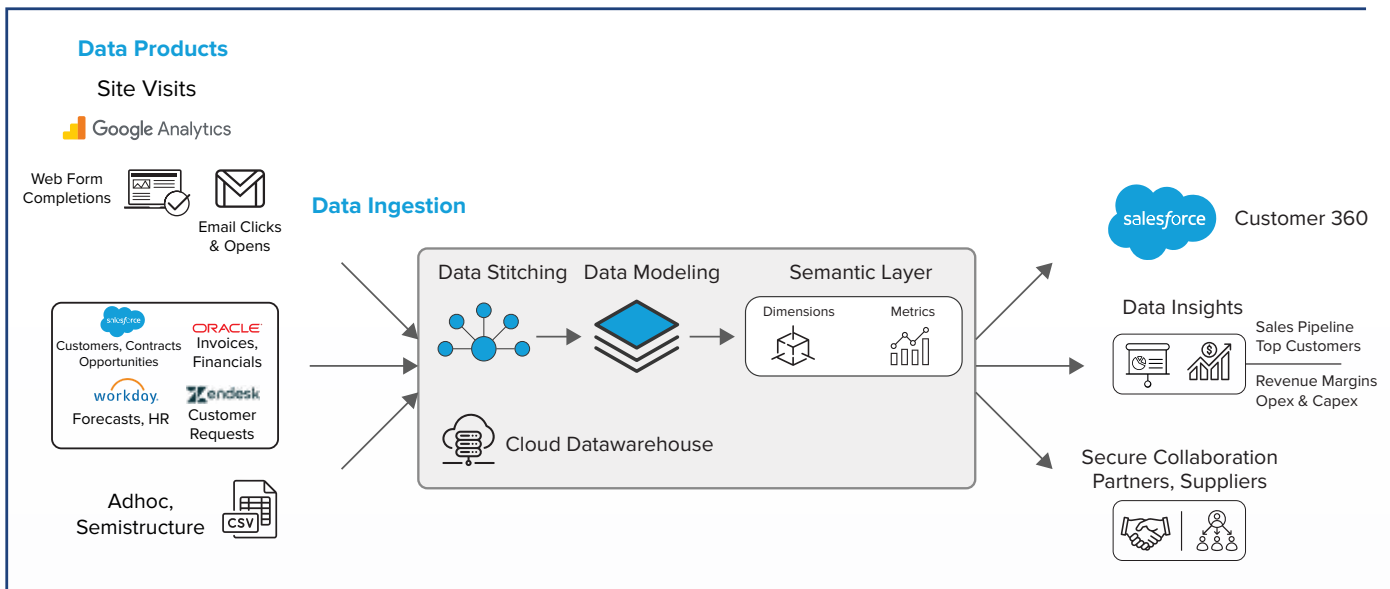 Data Products
Site Visits
Google Analytics
Web Form
Completions
Email Clicks
& Opens
Data Ingestion
salesforce
Customers, Contracts
Opportunities
ORACLE
Invoices,
Financials
workday.
Forecasts, HR
Zendesk
Customer
Requests
Adhoc,
Semistructure
CSV
Data Stitching
Data Modeling
Semantic Layer
Dimensions
Metrics
Cloud Datawarehouse
salesforce
Customer 360
Data Insights
$
Sales Pipeline
Top Customers
Revenue Margins
Opex & Capex
Secure Collaboration
Partners, Suppliers